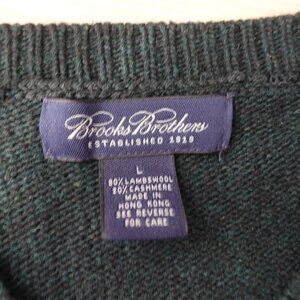 Brooks Brothers
ESTABLISHED 1818
L
80% LAMBSWOOL
20% CASHMERE
MADE IN
HONG KONG
SEE REVERSE
FOR CARE